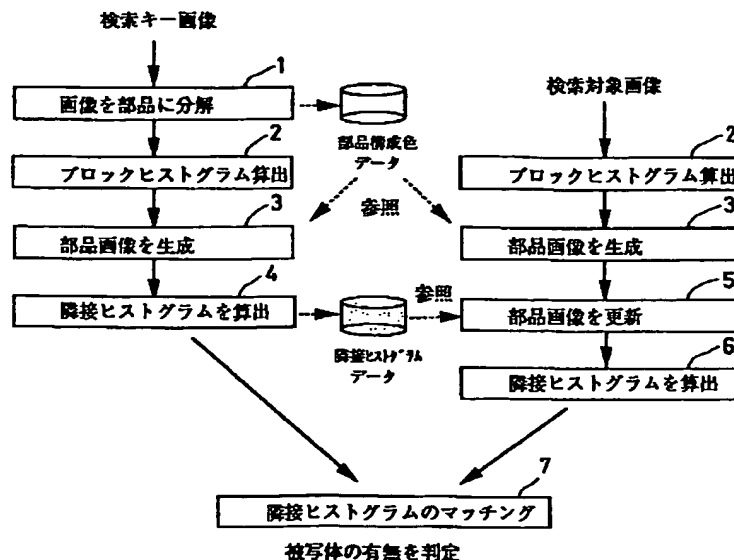 検索キー画像
1
画像を部品に分解
部品構成色
データ
2
ブロックヒストグラム算出
参照
3
部品画像を生成
4
隣接ヒストグラムを算出
隣接ヒストグラム
データ
参照
検索対象画像
2
ブロックヒストグラム算出
3
部品画像を生成
5
部品画像を更新
6
隣接ヒストグラムを算出
7
隣接ヒストグラムのマッチング
被写体の有無を判定